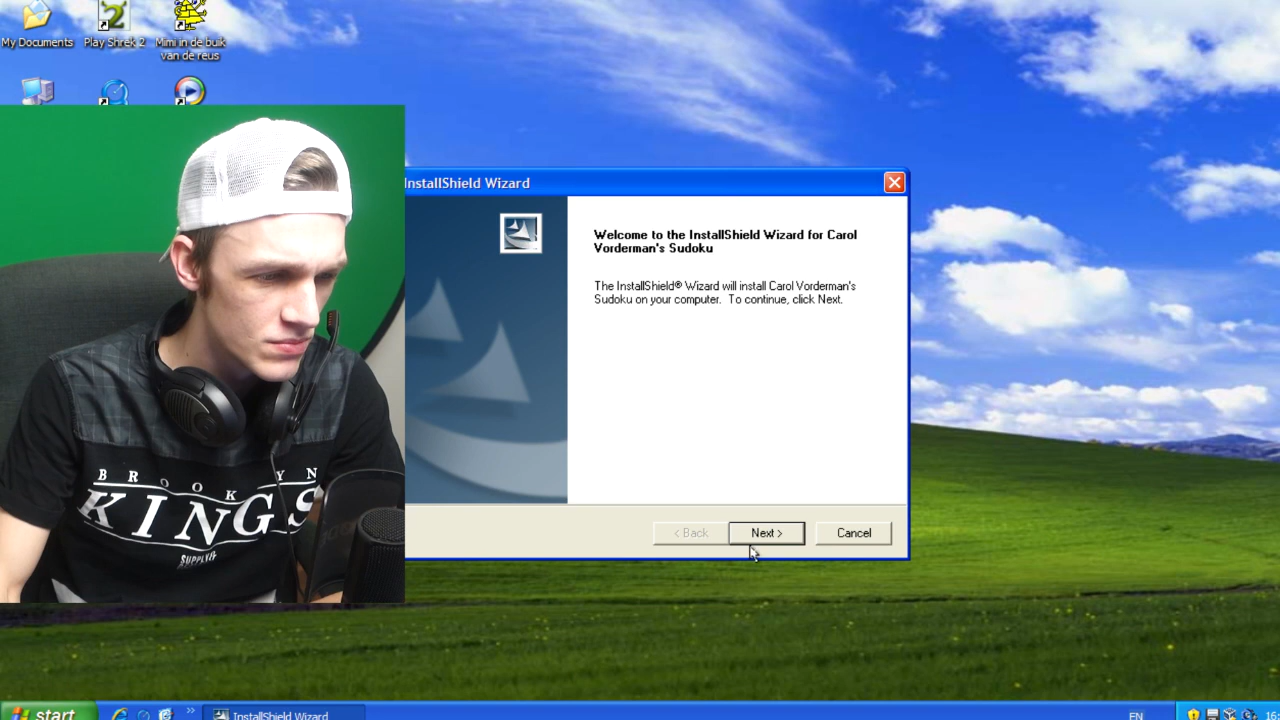 My Documents
Play Shrek 2
Mimi in de buik
van de reus
InstallShield Wizard
Welcome to the InstallShield Wizard for Carol
Vorderman's Sudoku
The InstallShield® Wizard will install Carol Vorderman's
Sudoku on your computer. To continue, click Next.
< Back
Next >
Cancel
BROOKLYN
KINGS
SUPPLY&
start
InstallShield Wizard
EN
16: